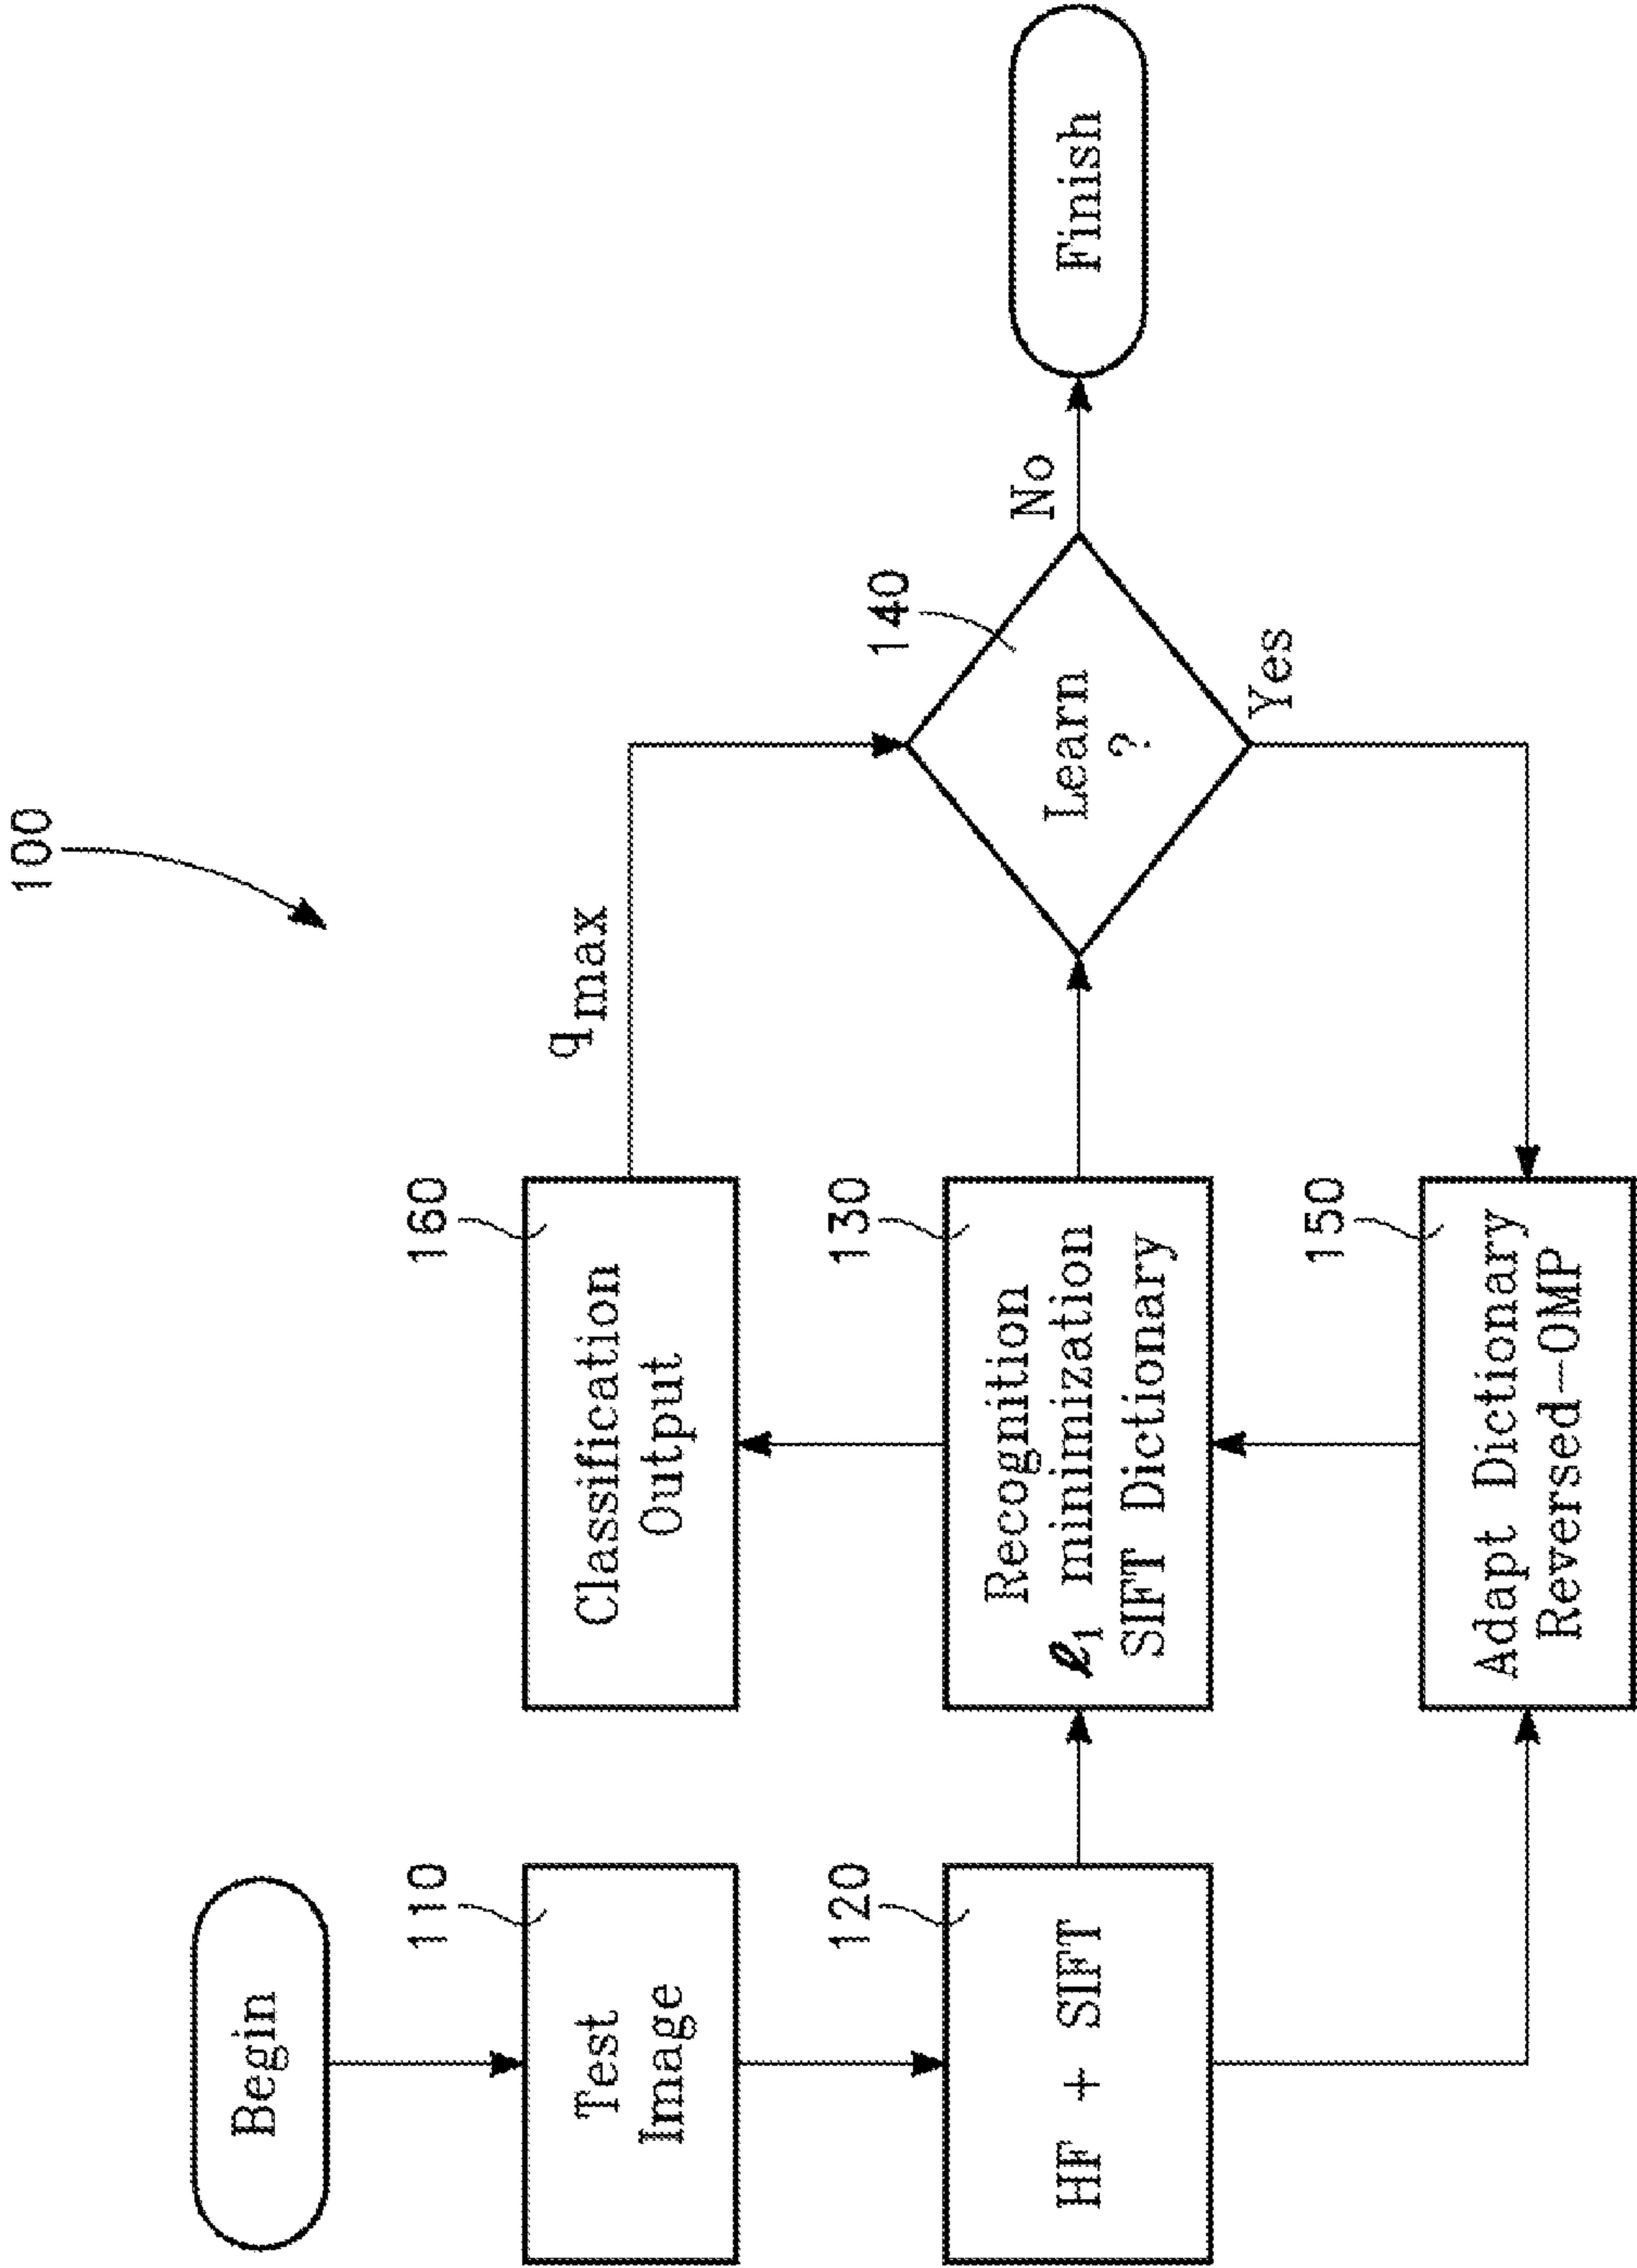 100
Begin
110
Test
Image
120
HF + SIFT
160
Classification
Output
qmax
130
Recognition
ℓ1 minimization
SIFT Dictionary
140
Learn
?
No
Finish
Yes
150
Adapt Dictionary
Reversed-OMP